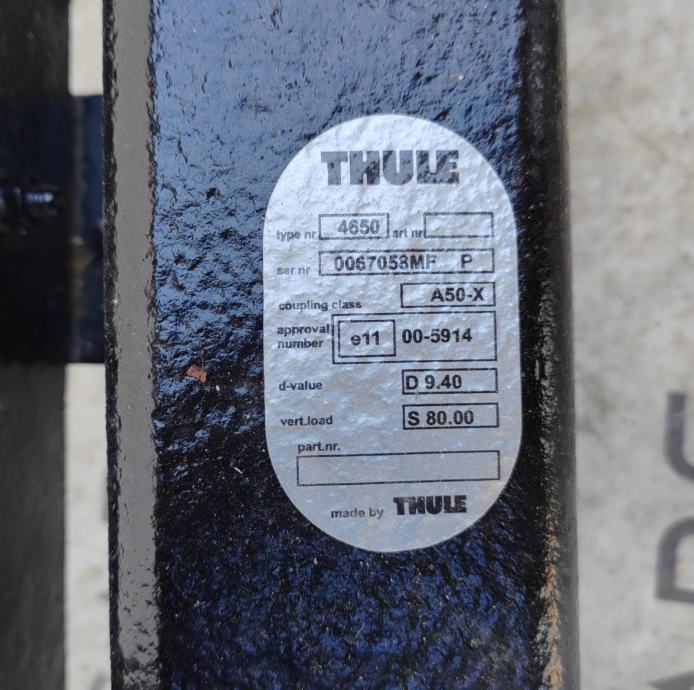 THULE
type nr. 4650 art nr.
ser nr 0067058MF P
coupling class A50-X
approval number e11 00-5914
d-value D 9.40
vert.load S 80.00
part.nr.
made by THULE